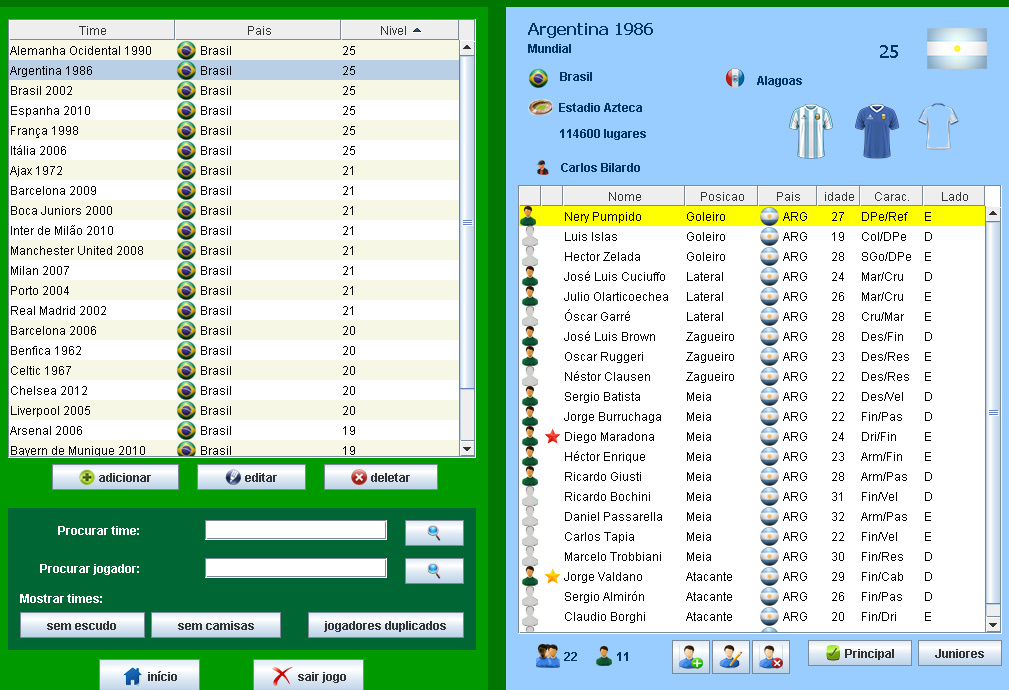 Time Pais Nivel
Alemanha Ocidental 1990 Brasil 25
Argentina 1986 Brasil 25
Brasil 2002 Brasil 25
Espanha 2010 Brasil 25
França 1998 Brasil 25
Itália 2006 Brasil 25
Ajax 1972 Brasil 21
Barcelona 2009 Brasil 21
Boca Juniors 2000 Brasil 21
Inter de Milão 2010 Brasil 21
Manchester United 2008 Brasil 21
Milan 2007 Brasil 21
Porto 2004 Brasil 21
Real Madrid 2002 Brasil 21
Barcelona 2006 Brasil 20
Benfica 1962 Brasil 20
Celtic 1967 Brasil 20
Chelsea 2012 Brasil 20
Liverpool 2005 Brasil 20
Arsenal 2006 Brasil 19
Bayern de Munique 2010 Brasil 19
adicionar editar deletar
Procurar time:
Procurar jogador:
Mostrar times:
sem escudo sem camisas jogadores duplicados
início sair jogo
Argentina 1986
Mundial
25
Brasil Alagoas
Estadio Azteca
114600 lugares
Carlos Bilardo
Nome Posicao Pais idade Carac. Lado
Nery Pumpido Goleiro ARG 27 DPe/Ref E
Luis Islas Goleiro ARG 19 Col/DPe D
Hector Zelada Goleiro ARG 28 SGo/DPe E
José Luis Cuciuffo Lateral ARG 24 Mar/Cru D
Julio Olarticoechea Lateral ARG 26 Mar/Cru E
Óscar Garré Lateral ARG 28 Cru/Mar E
José Luis Brown Zagueiro ARG 28 Des/Fin D
Oscar Ruggeri Zagueiro ARG 23 Des/Res E
Néstor Clausen Zagueiro ARG 22 Des/Res E
Sergio Batista Meia ARG 22 Des/Vel D
Jorge Burruchaga Meia ARG 22 Fin/Pas D
Diego Maradona Meia ARG 24 Dri/Fin E
Héctor Enrique Meia ARG 23 Arm/Fin E
Ricardo Giusti Meia ARG 28 Arm/Pas D
Ricardo Bochini Meia ARG 31 Fin/Vel D
Daniel Passarella Meia ARG 32 Arm/Pas E
Carlos Tapia Meia ARG 22 Fin/Vel E
Marcelo Trobbiani Meia ARG 30 Fin/Res D
Jorge Valdano Atacante ARG 29 Fin/Cab D
Sergio Almirón Atacante ARG 26 Fin/Pas D
Claudio Borghi Atacante ARG 20 Fin/Dri E
22 11 Principal Juniores